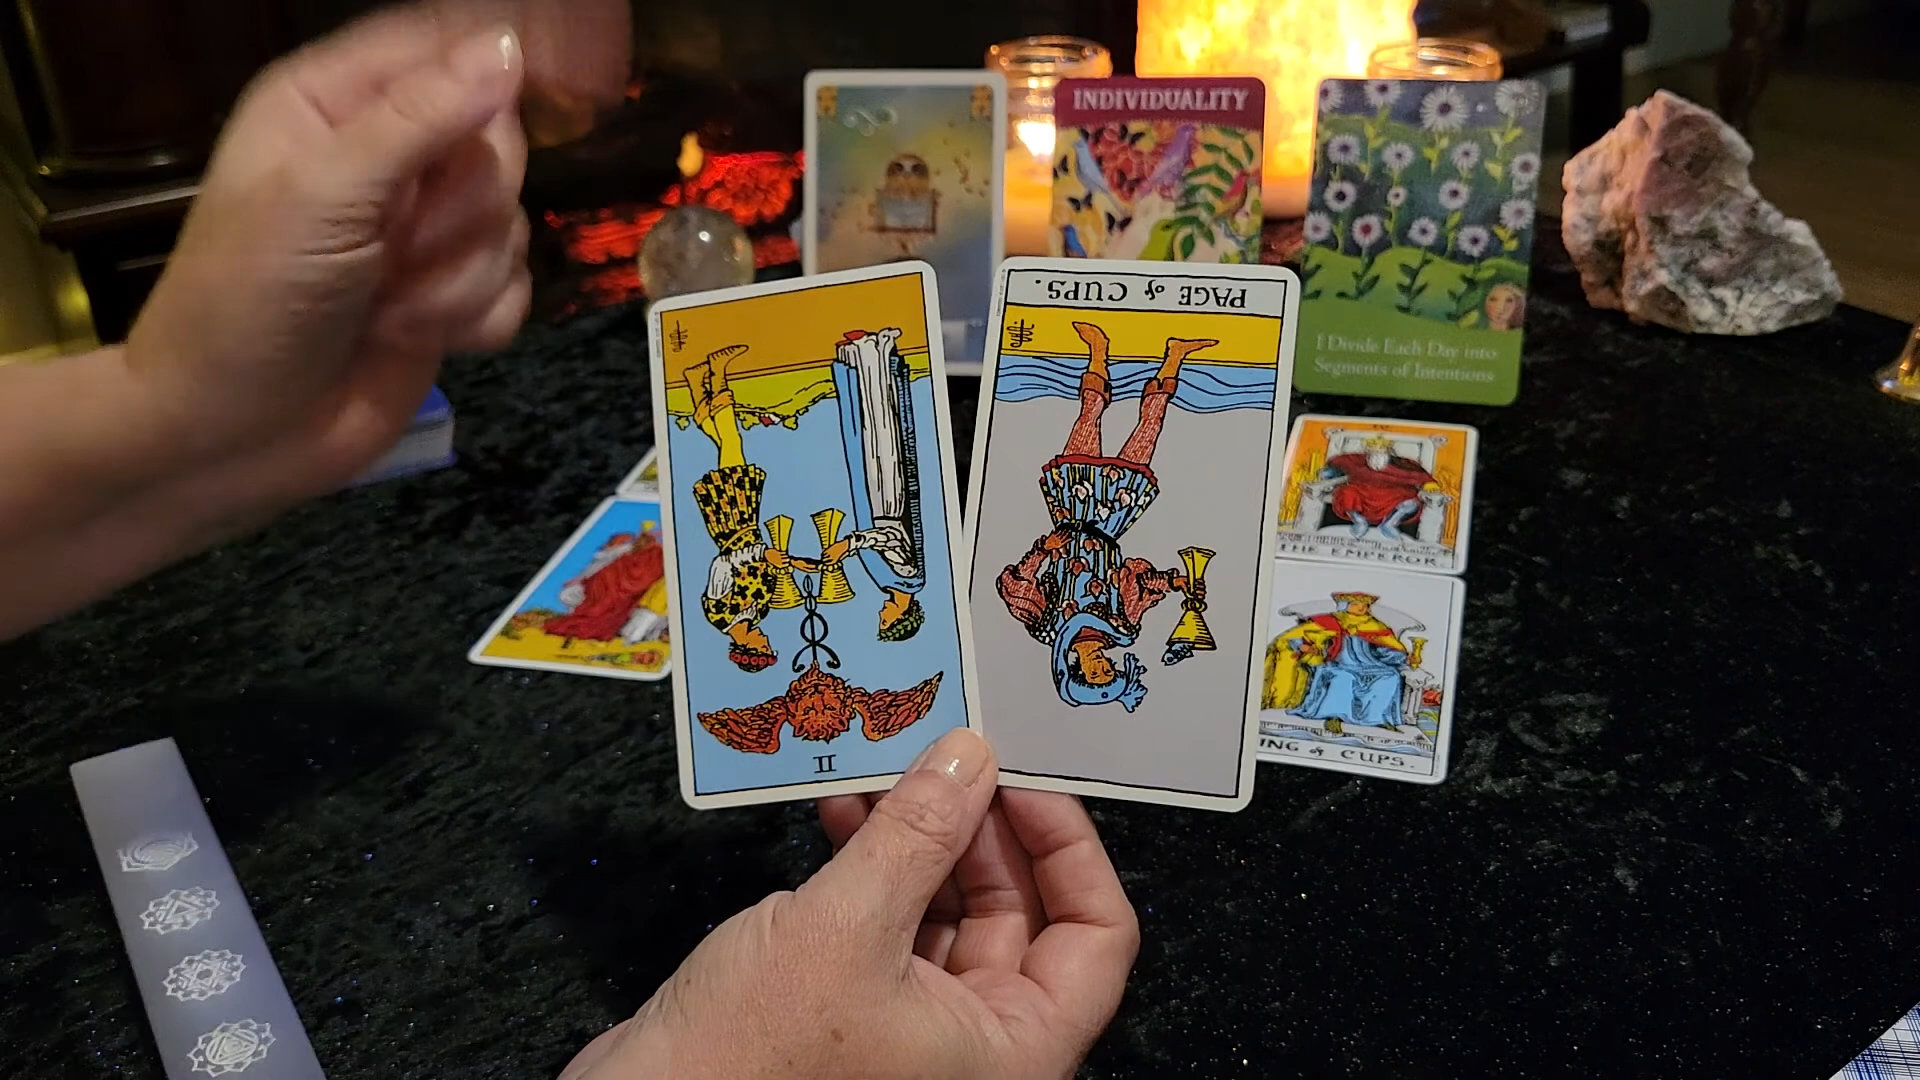 INDIVIDUALITY
PAGE of CUPS.
I Divide Each Day into
Segments of Intentions
THE EMPEROR.
ING of CUPS.
II